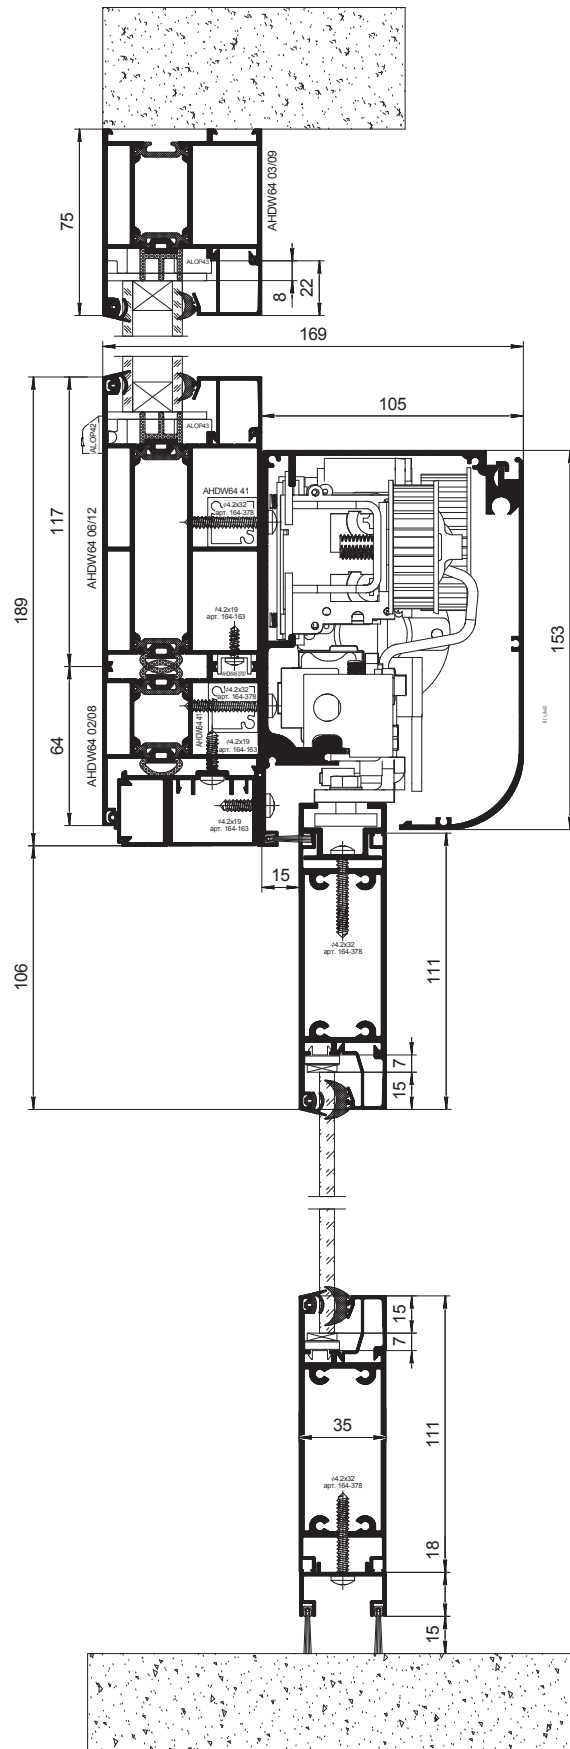 75
AHDW64 03/09
ALOP43
8
22
169
105
ALOP42
ALOP43
117
AHDW64 06/12
AHDW64 41
ø4.2x32
арт. 164-378
189
153
ø4.2x19
арт. 164-163
64
AHDW64 02/08
ø4.2x32
арт. 164-378
AHDW64 41
ø4.2x19
арт. 164-163
ø4.2x19
арт. 164-163
15
106
ø4.2x32
арт. 164-378
111
7
15
15
7
35
111
ø4.2x32
арт. 164-378
18
15